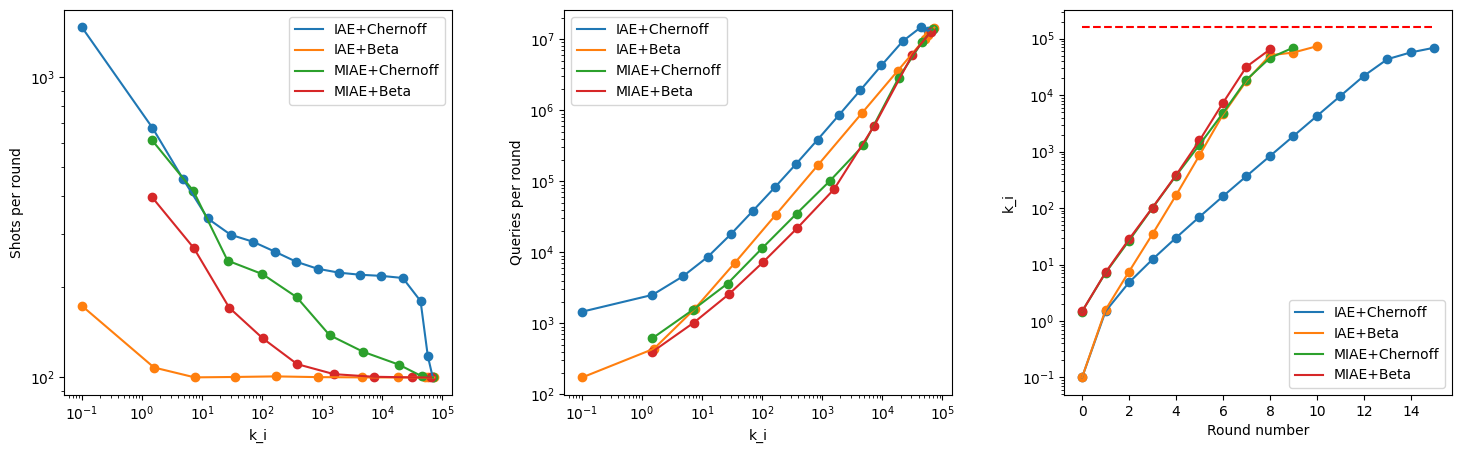 Shots per round
10^3
10^2
10^-1 10^0 10^1 10^2 10^3 10^4 10^5
k_i
IAE+Chernoff
IAE+Beta
MIAE+Chernoff
MIAE+Beta
Queries per round
10^7
10^6
10^5
10^4
10^3
10^2
10^-1 10^0 10^1 10^2 10^3 10^4 10^5
k_i
IAE+Chernoff
IAE+Beta
MIAE+Chernoff
MIAE+Beta
k_i
10^5
10^4
10^3
10^2
10^1
10^0
10^-1
0 2 4 6 8 10 12 14
Round number
IAE+Chernoff
IAE+Beta
MIAE+Chernoff
MIAE+Beta